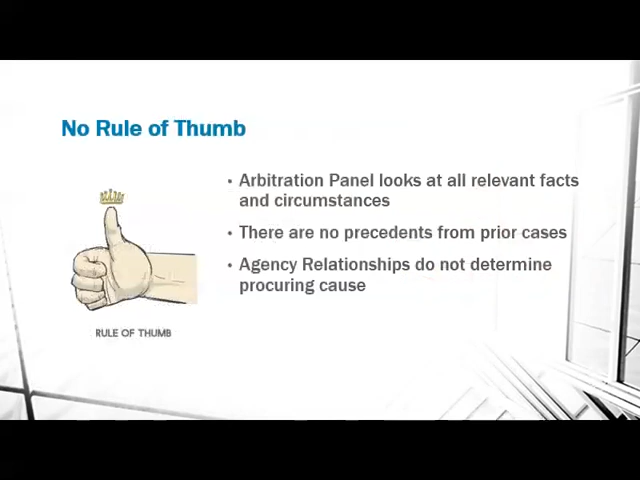 No Rule of Thumb
• Arbitration Panel looks at all relevant facts
and circumstances
• There are no precedents from prior cases
• Agency Relationships do not determine
procuring cause
RULE OF THUMB